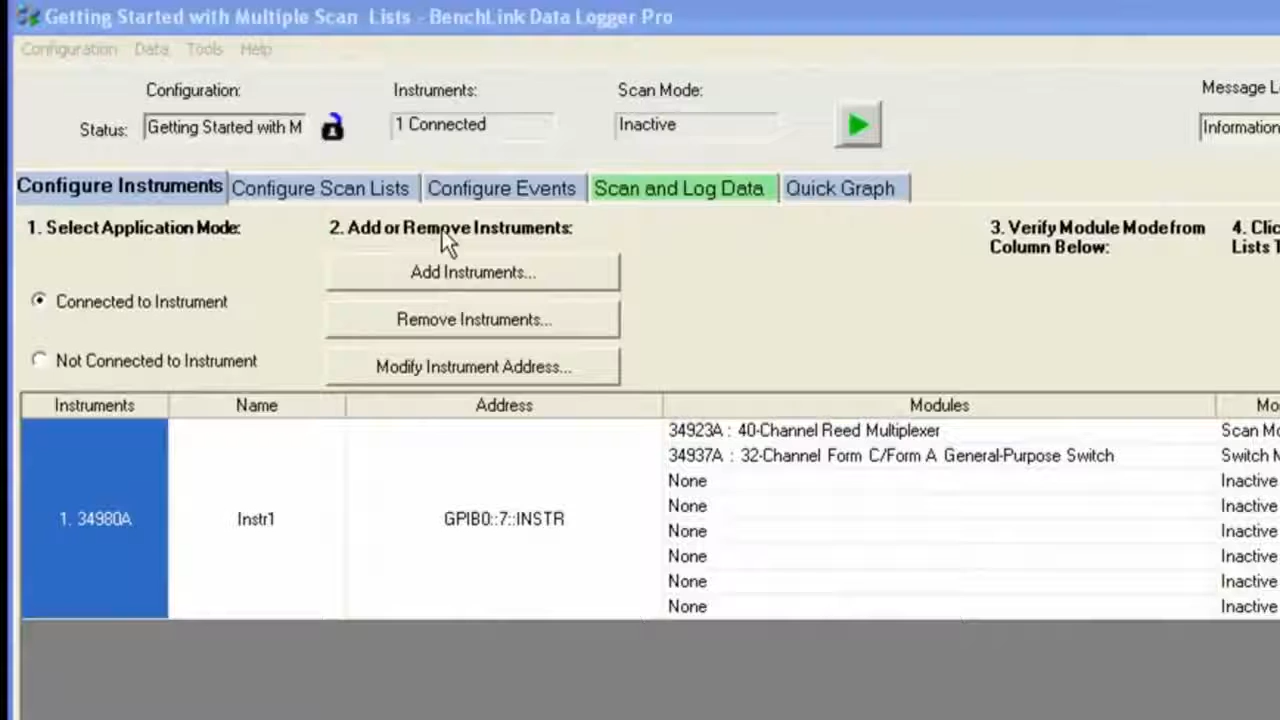 Getting Started with Multiple Scan Lists - BenchLink Data Logger Pro
Configuration Data Tools Help
Configuration: Instruments: Scan Mode: Message L
Status: Getting Started with M 1 Connected Inactive Information
Configure Instruments Configure Scan Lists Configure Events Scan and Log Data Quick Graph
1. Select Application Mode: 2. Add or Remove Instruments: 3. Verify Module Mode from Column Below: 4. Clic Lists T
Add Instruments...
Connected to Instrument
Remove Instruments...
Not Connected to Instrument
Modify Instrument Address...
Instruments Name Address Modules Mo
34923A : 40-Channel Reed Multiplexer Scan Mo
34937A : 32-Channel Form C/Form A General-Purpose Switch Switch M
None Inactive
None Inactive
1. 34980A Instr1 GPIB0::7::INSTR
None Inactive
None Inactive
None Inactive
None Inactive